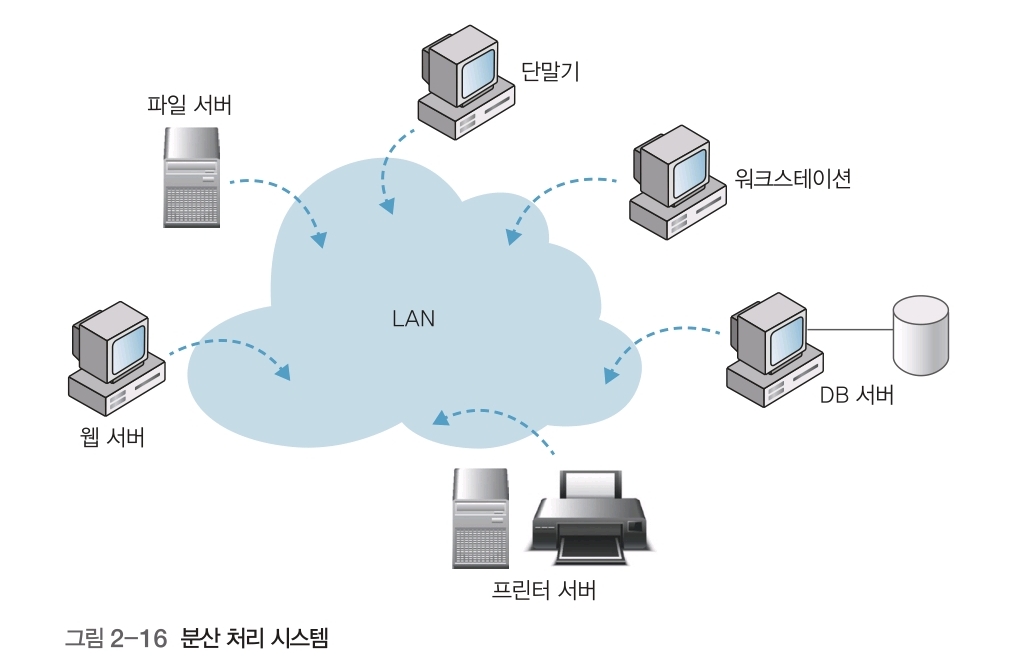 단말기
파일 서버
워크스테이션
LAN
DB 서버
웹 서버
프린터 서버
그림 2-16 분산 처리 시스템